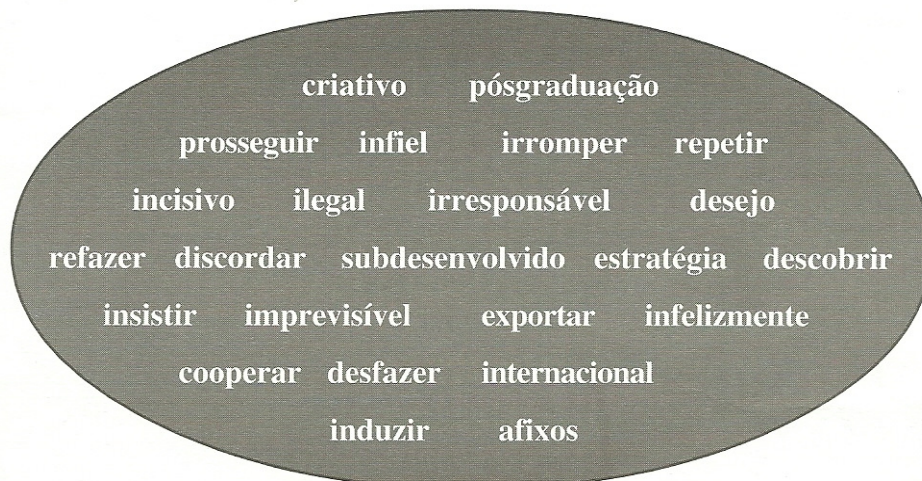 criativo pósgraduação
prosseguir infiel irromper repetir
incisivo ilegal irresponsável desejo
refazer discordar subdesenvolvido estratégia descobrir
insistir imprevisível exportar infelizmente
cooperar desfazer internacional
induzir afixos